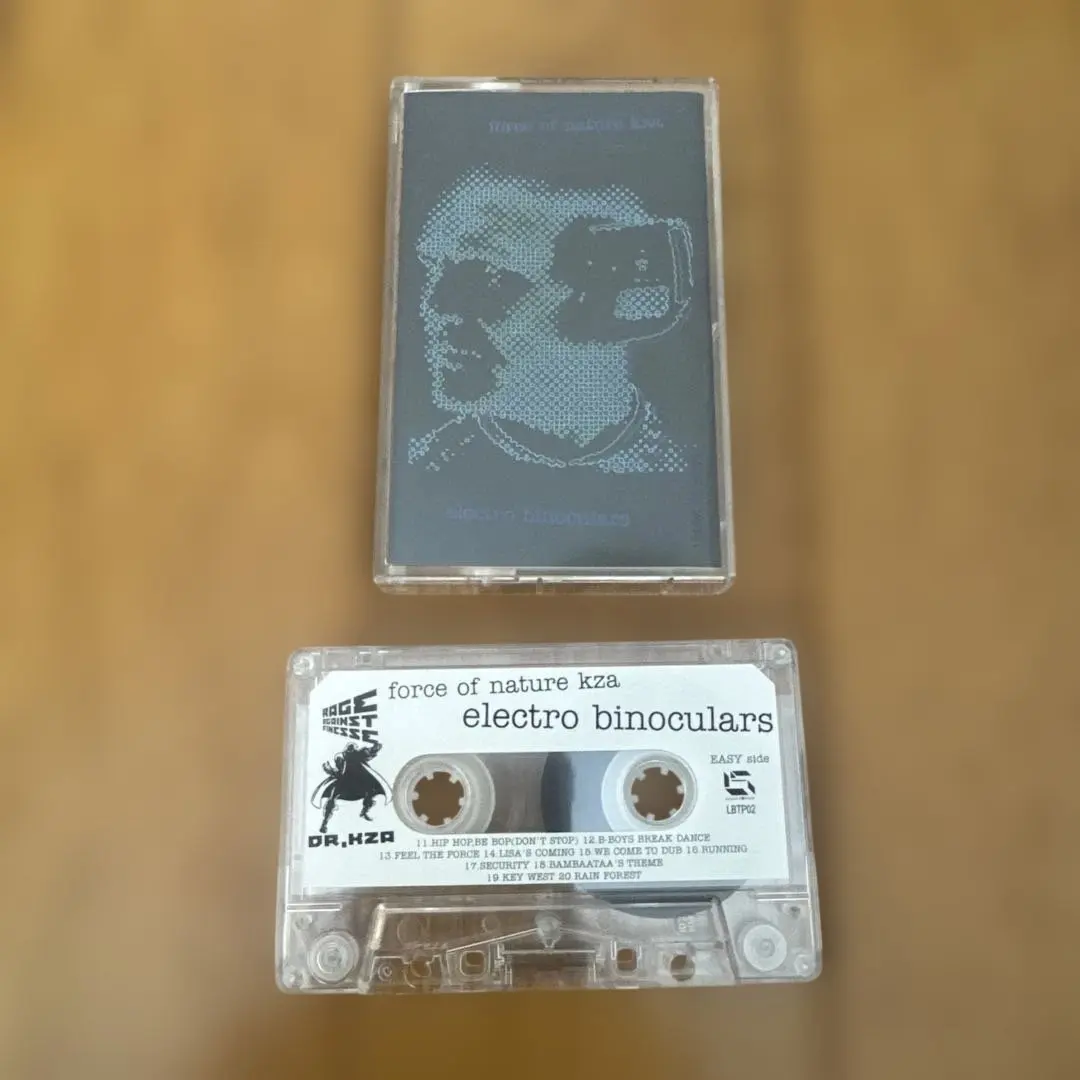 force of nature kza
electro binoculars
RAGE
AGAINST
FINESSE
force of nature kza
electro binoculars
EASY side
LBTP02
DR.KZA
11.HIP HOP,BE BOP(DON'T STOP) 12.B-BOYS BREAK DANCE
13.FEEL THE FORCE 14.LISA'S COMING 15.WE COME TO DUB 16.RUNNING
17.SECURITY 18.BAMBAATAA'S THEME
19.KEY WEST 20 RAIN FOREST